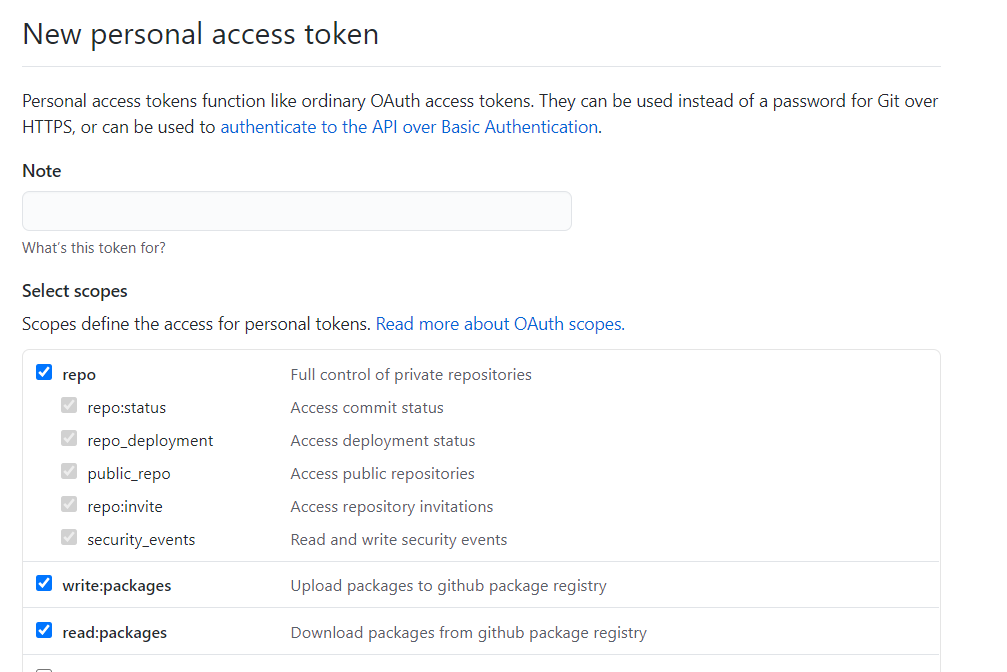 New personal access token
Personal access tokens function like ordinary OAuth access tokens. They can be used instead of a password for Git over
HTTPS, or can be used to authenticate to the API over Basic Authentication.
Note
What's this token for?
Select scopes
Scopes define the access for personal tokens. Read more about OAuth scopes.
repo Full control of private repositories
repo:status Access commit status
repo_deployment Access deployment status
public_repo Access public repositories
repo:invite Access repository invitations
security_events Read and write security events
write:packages Upload packages to github package registry
read:packages Download packages from github package registry